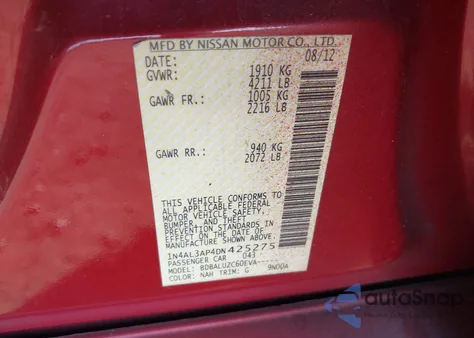 MFD BY NISSAN MOTOR CO., LTD.
DATE: 08/12
GVWR: 1910 KG
4211 LB
GAWR FR.: 1005 KG
2216 LB
GAWR RR.: 940 KG
2072 LB
THIS VEHICLE CONFORMS TO
ALL APPLICABLE FEDERAL
MOTOR VEHICLE SAFETY,
BUMPER, AND THEFT
PREVENTION STANDARDS IN
EFFECT ON THE DATE OF
MANUFACTURE SHOWN ABOVE.
1N4AL3AP4DN425275
PASSENGER CAR 043
MODEL: BDBALUZC6DEVA-----
COLOR: NAH TRIM: G 9N00A
autoSnap